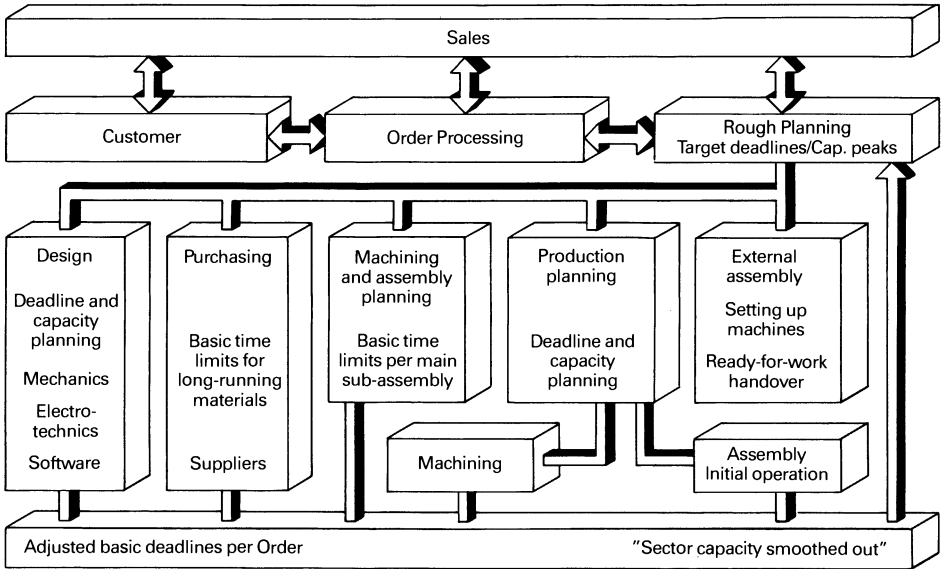 Sales
Customer
Order Processing
Rough Planning
Target deadlines/Cap. peaks
Design
Deadline and
capacity
planning
Mechanics
Electro-
technics
Software
Purchasing
Basic time
limits for
long-running
materials
Suppliers
Machining
and assembly
planning
Basic time
limits per main
sub-assembly
Production
planning
Deadline and
capacity
planning
External
assembly
Setting up
machines
Ready-for-work
handover
Machining
Assembly
Initial operation
Adjusted basic deadlines per Order
"Sector capacity smoothed out"